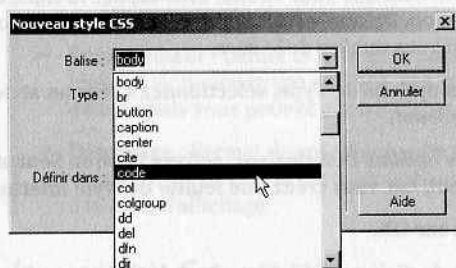 Nouveau style CSS
Balise : body
OK
Type :
Annuler
Définir dans :
Aide
body
br
button
caption
center
cite
code
col
colgroup
dd
del
dfn
dir